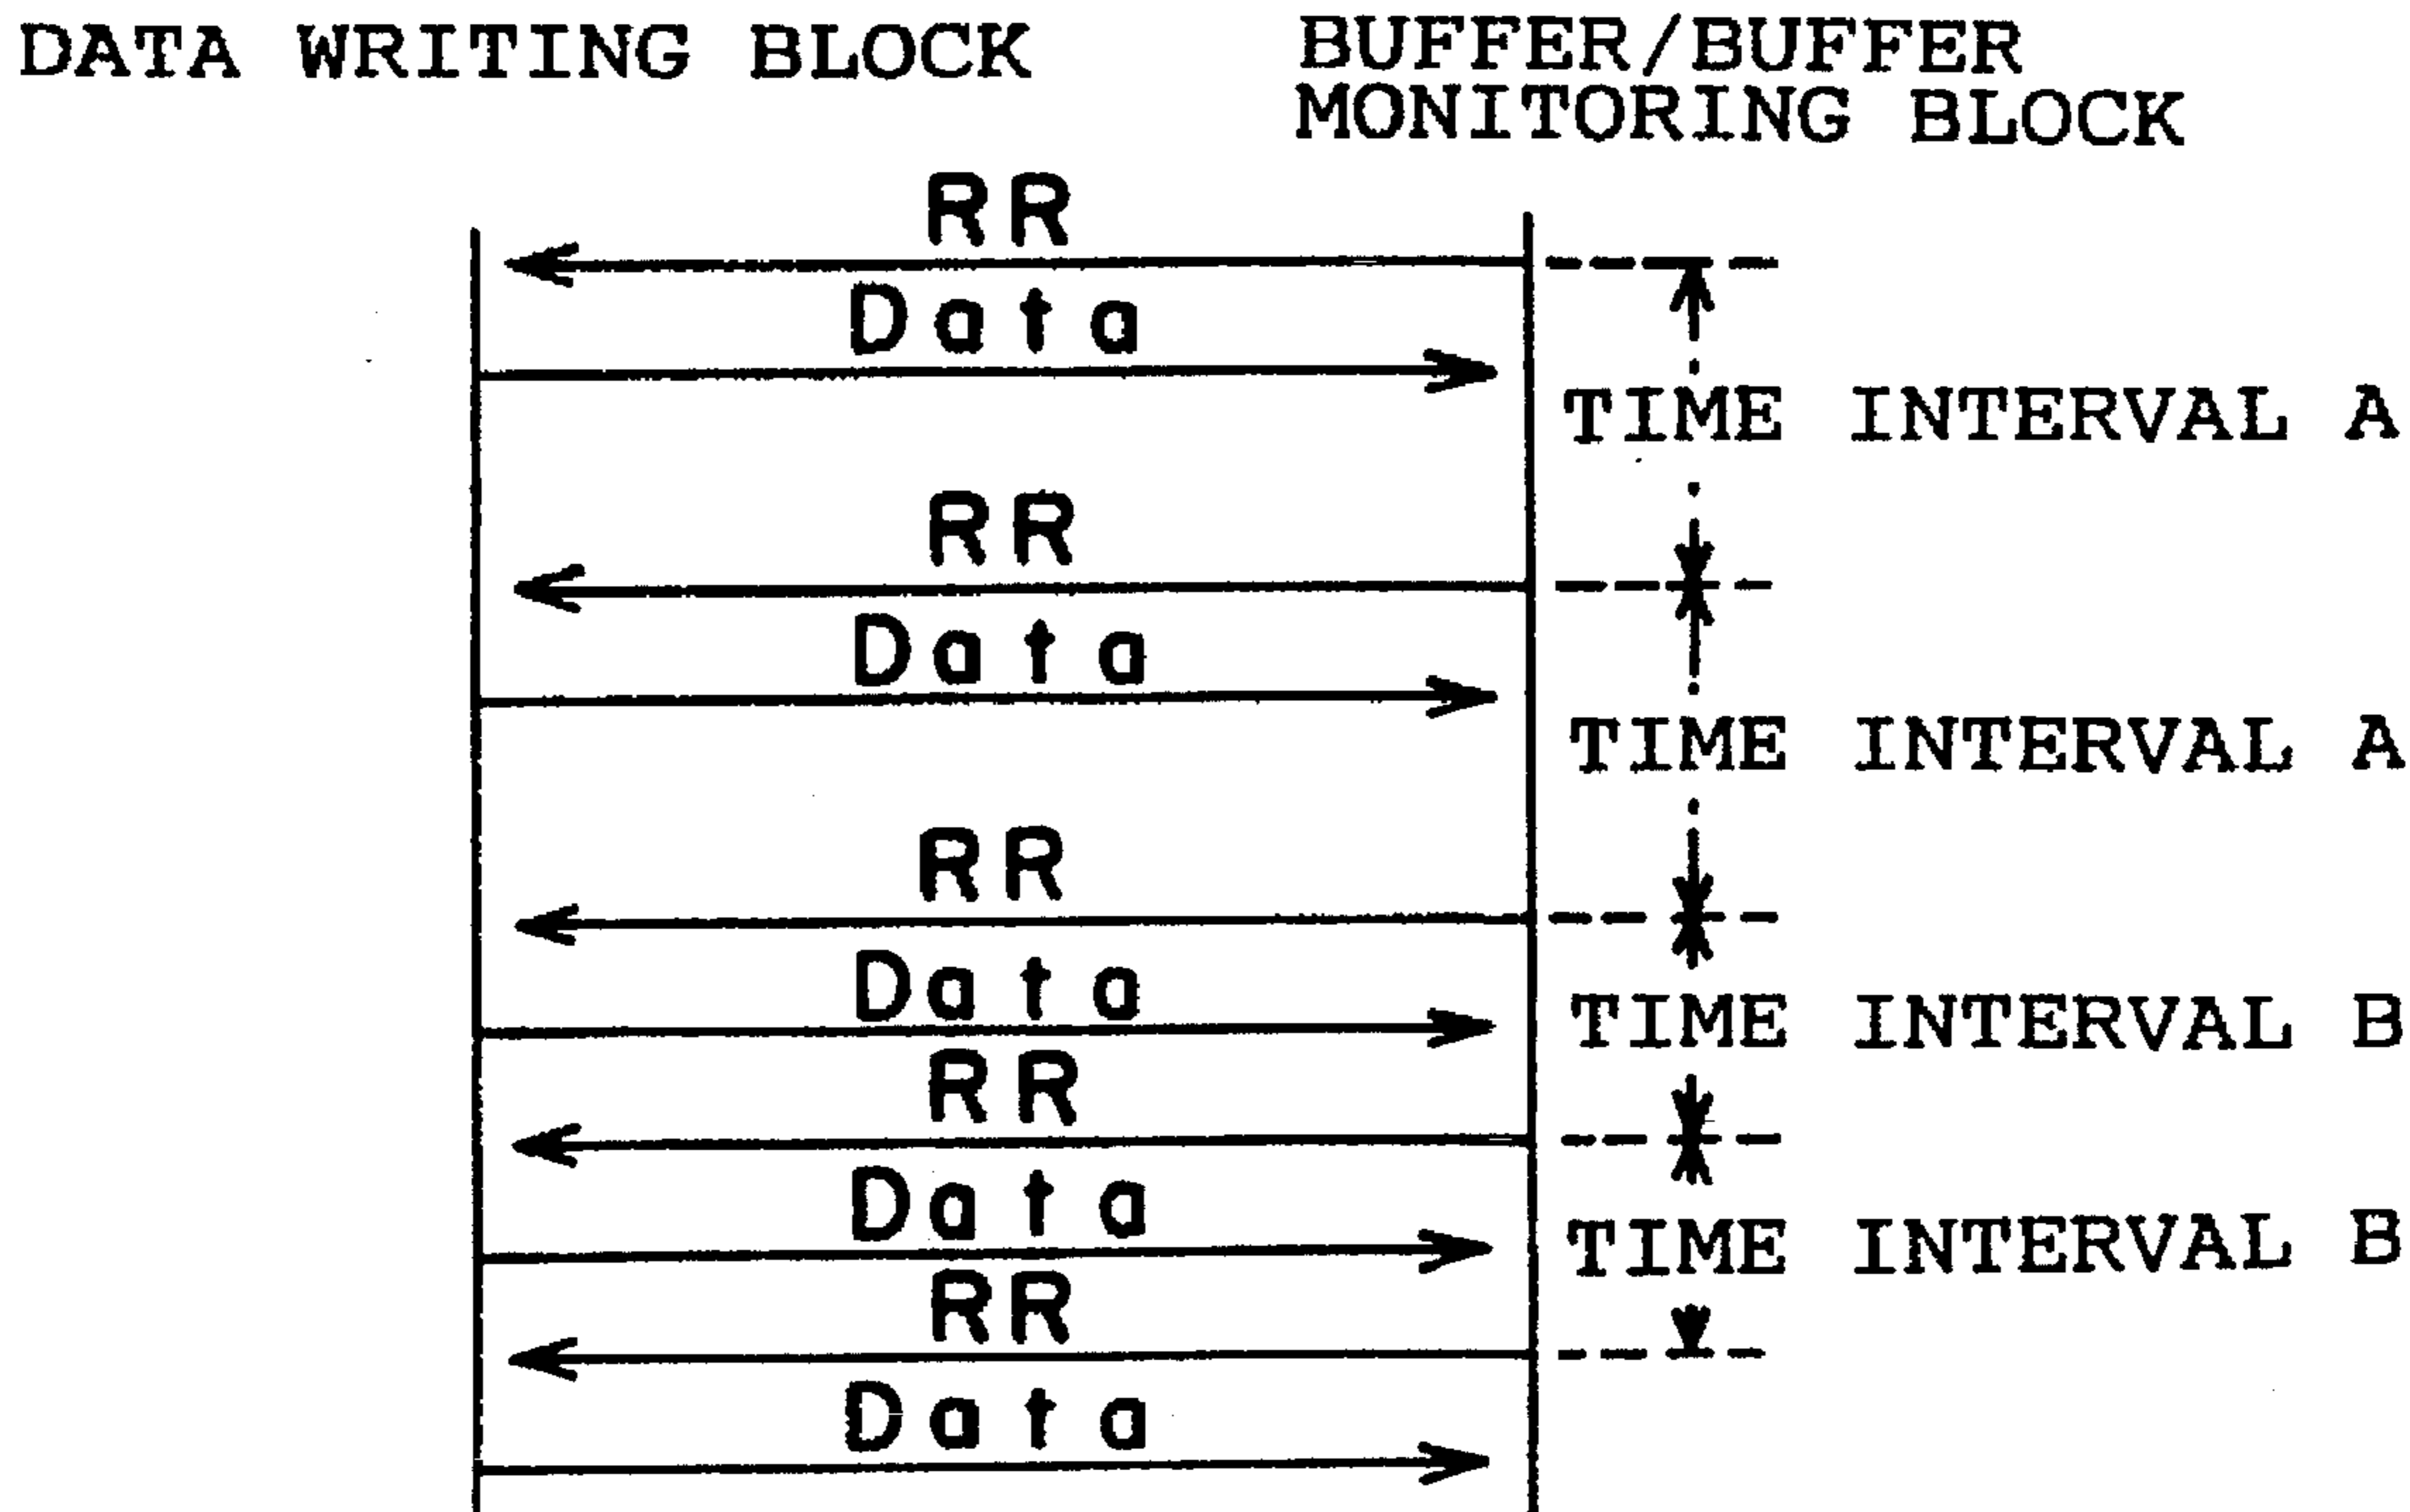 DATA WRITING BLOCK
BUFFER/BUFFER
MONITORING BLOCK
RR
Data
TIME INTERVAL A
RR
Data
TIME INTERVAL A
RR
Data
TIME INTERVAL B
RR
Data
TIME INTERVAL B
RR
Data